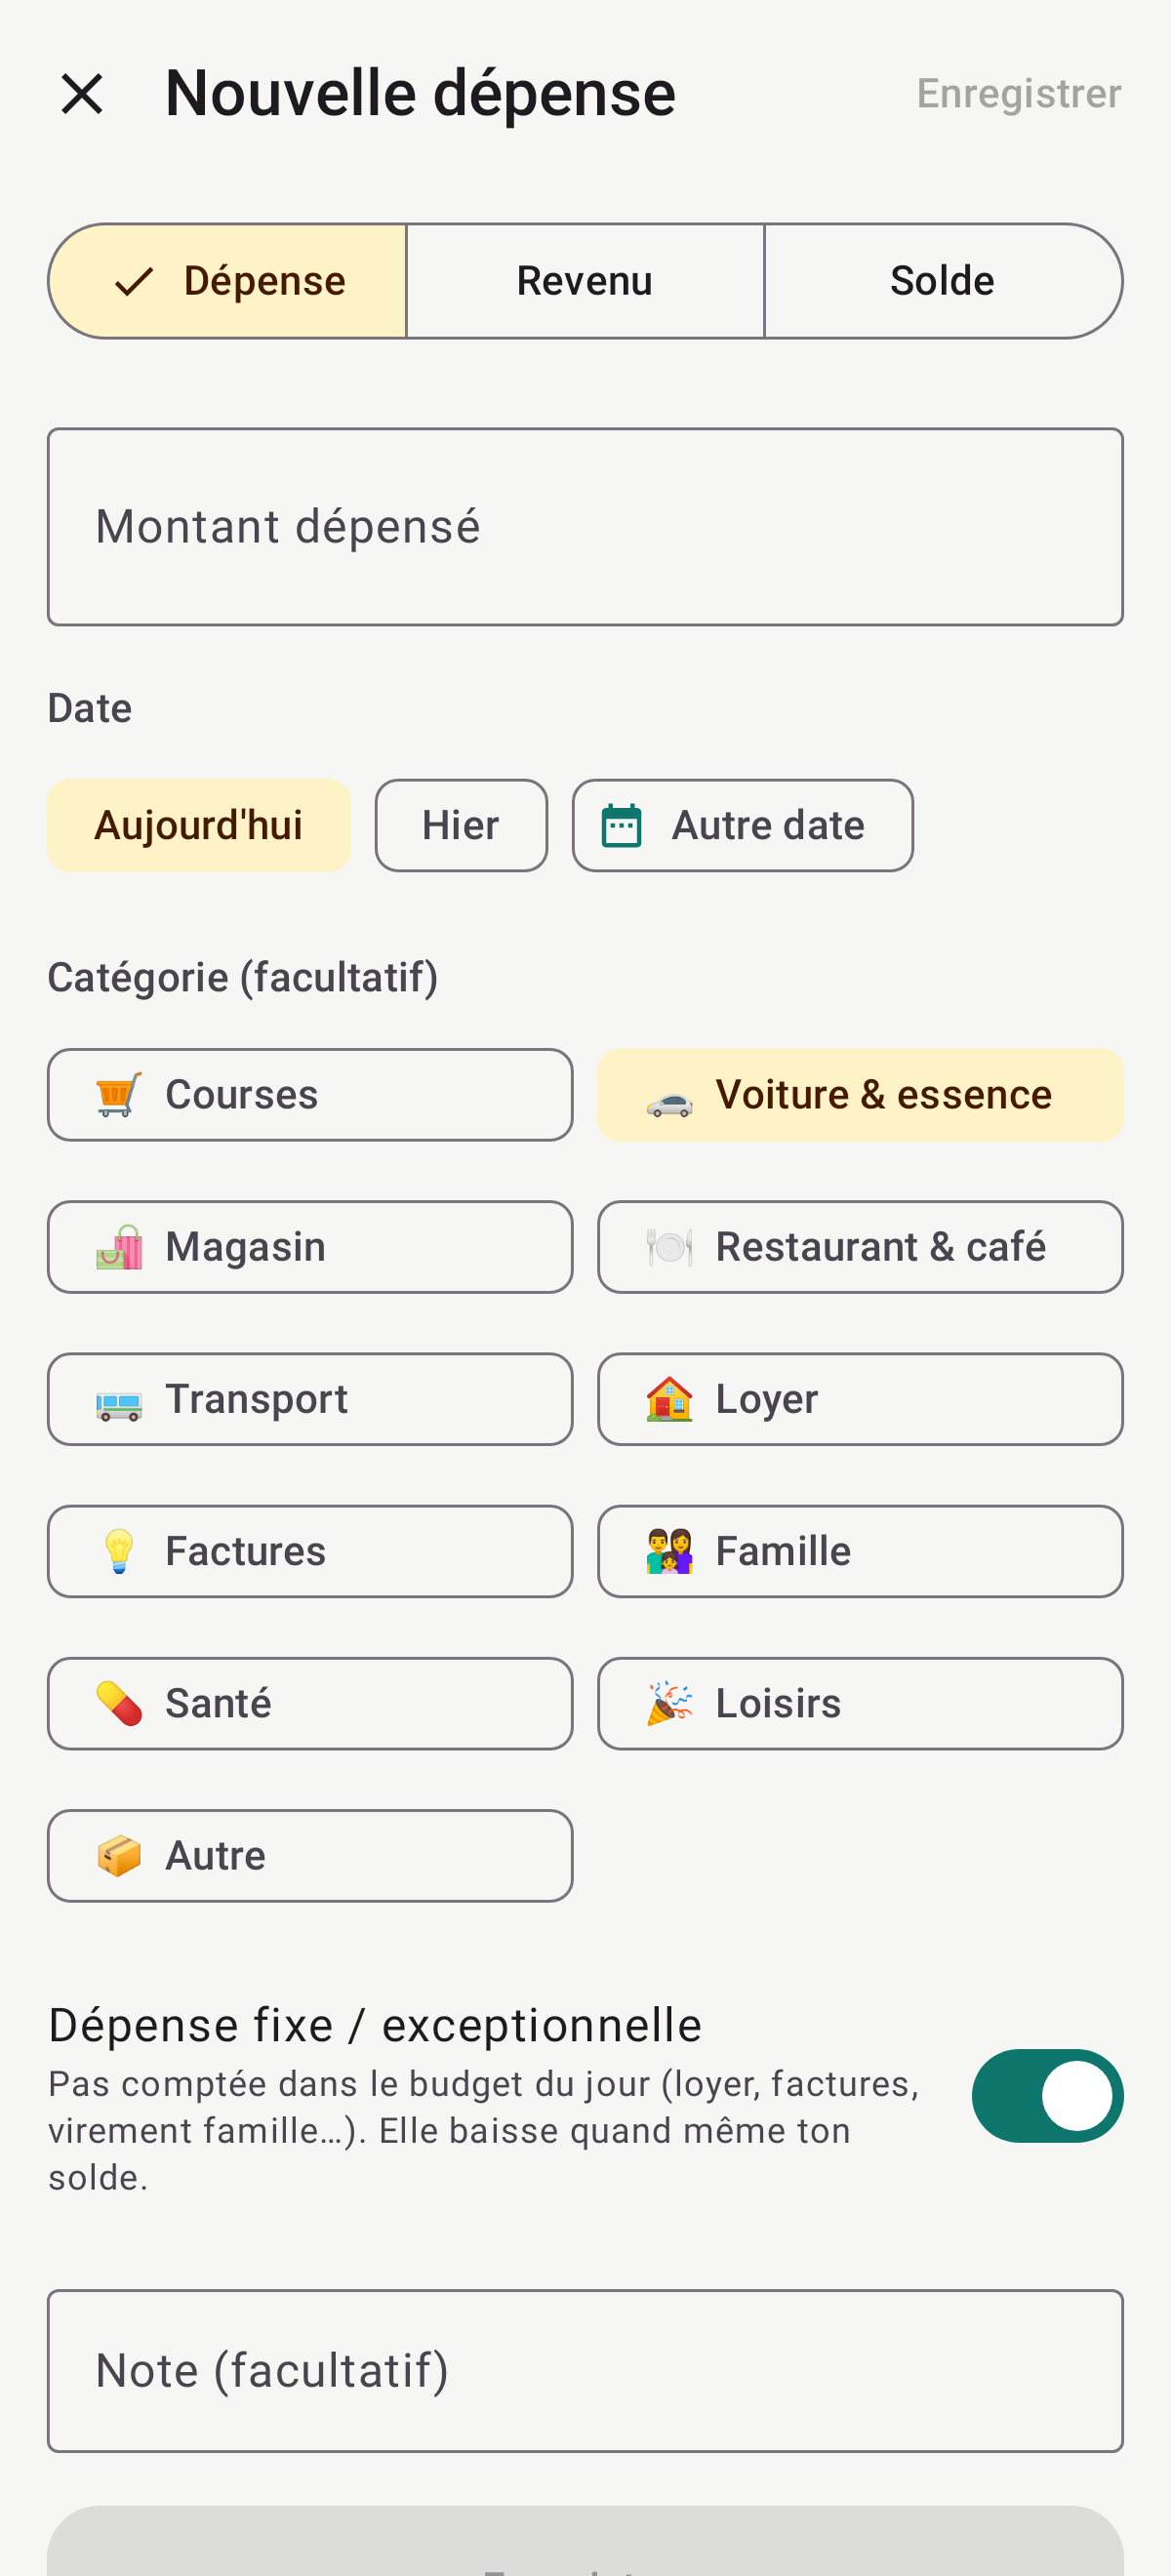 Nouvelle dépense
Enregistrer
Dépense
Revenu
Solde
Montant dépensé
Date
Aujourd'hui
Hier
Autre date
Catégorie (facultatif)
Courses
Voiture & essence
Magasin
Restaurant & café
Transport
Loyer
Factures
Famille
Santé
Loisirs
Autre
Dépense fixe / exceptionnelle
Pas comptée dans le budget du jour (loyer, factures,
virement famille…). Elle baisse quand même ton
solde.
Note (facultatif)